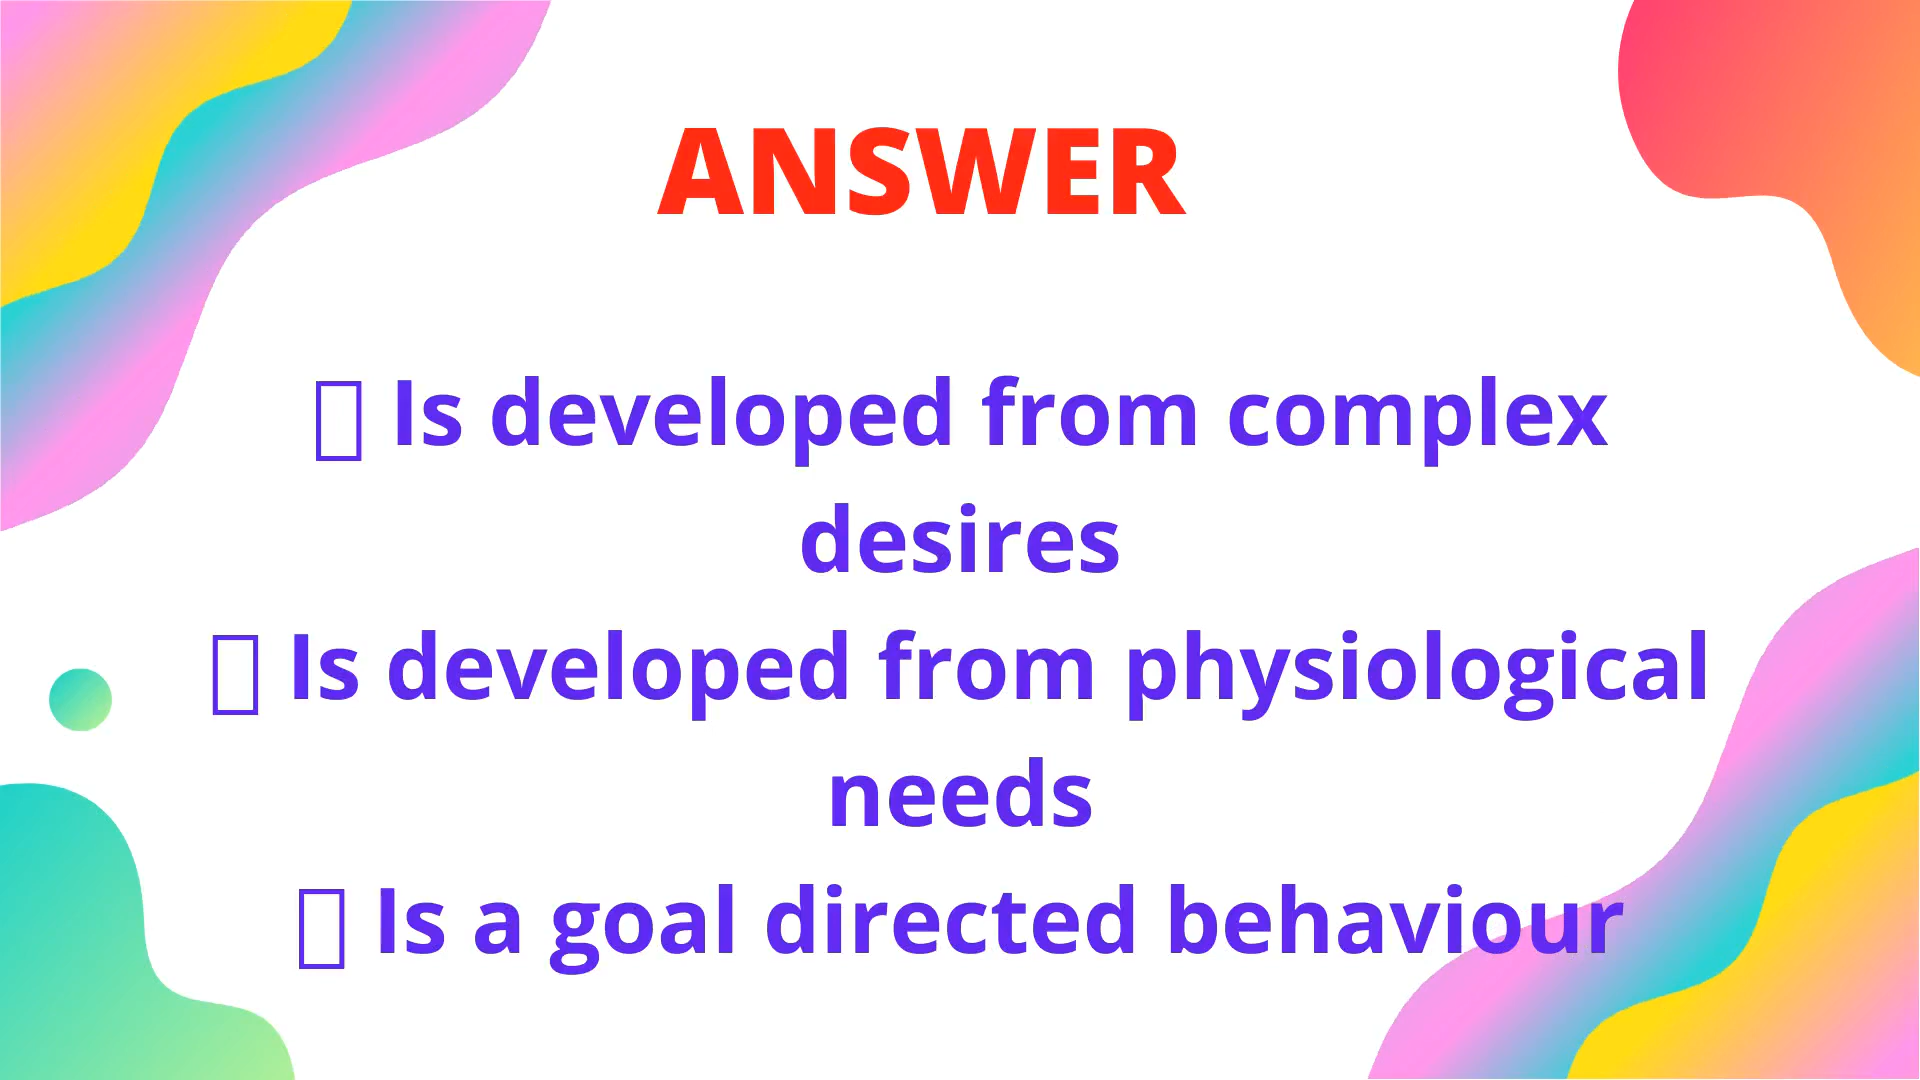 ANSWER
▯ Is developed from complex
desires
▯ Is developed from physiological
needs
▯ Is a goal directed behaviour